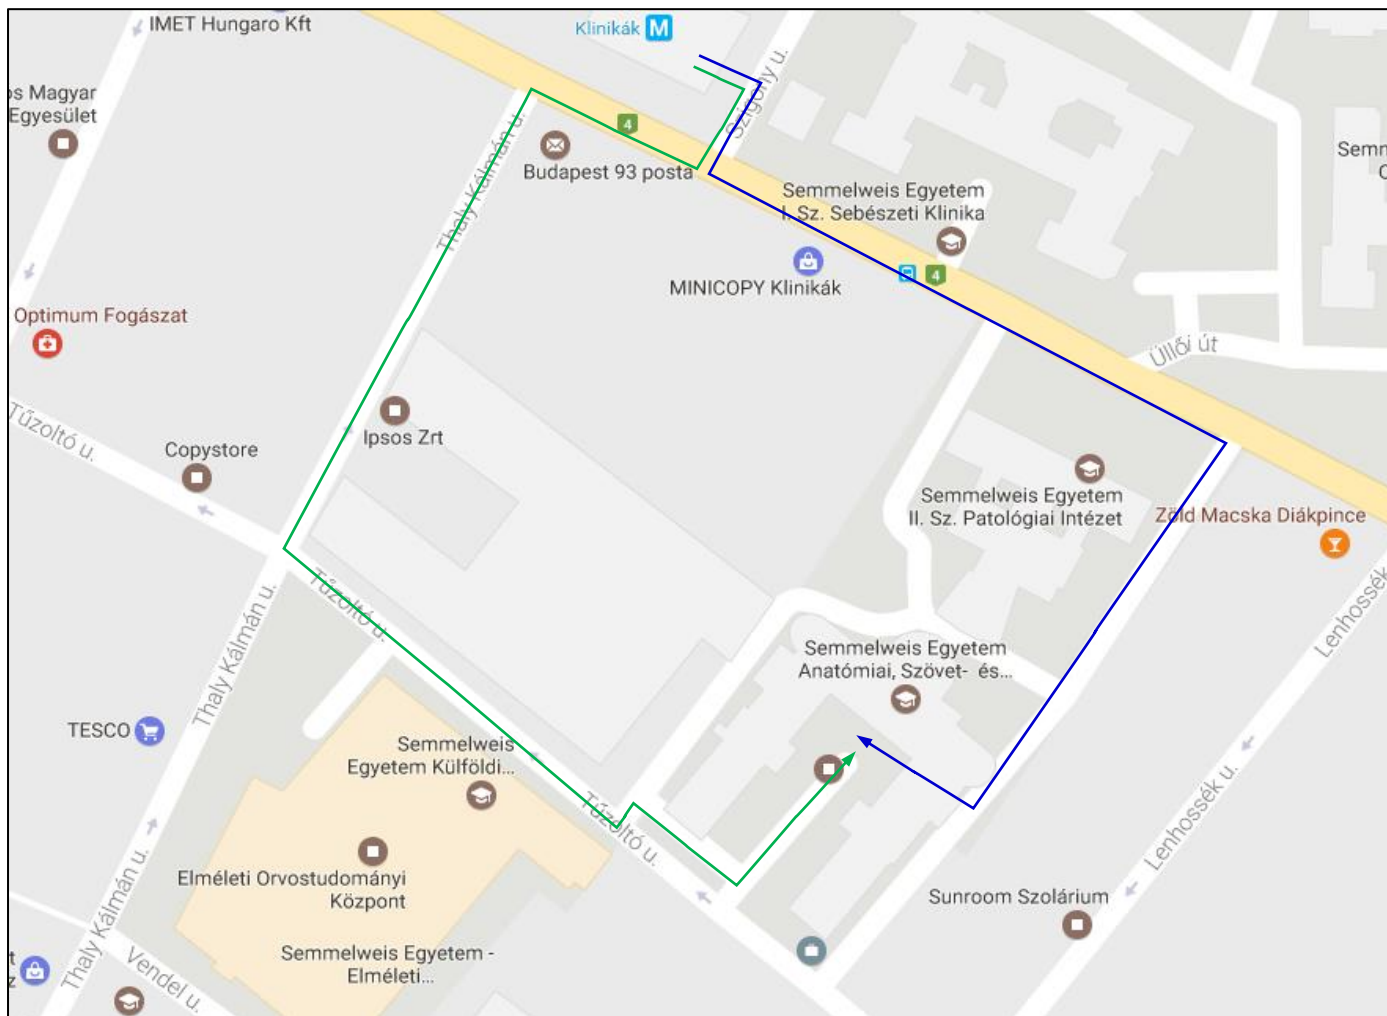 IMET Hungaro Kft
Klinikák M
Szigony u.
os Magyar
Egyesület
4
Thaly Kálmán u.
Budapest 93 posta
Semm
Semmelweis Egyetem
I. Sz. Sebészeti Klinika
4
MINICOPY Klinikák
Optimum Fogászat
Üllői út
Tűzoltó u.
Ipsos Zrt
Copystore
Semmelweis Egyetem
II. Sz. Patológiai Intézet
Zöld Macska Diákpince
Tűzoltó u.
Thaly Kálmán u.
Lenhossék
Semmelweis Egyetem
Anatómiai, Szövet- és...
TESCO
Semmelweis
Egyetem Külföldi...
Tűzoltó u.
Lenhossék u.
Elméleti Orvostudományi
Központ
Sunroom Szolárium
Thaly Kálmán u.
Semmelweis Egyetem -
Elméleti...
Vendel u.
t
z